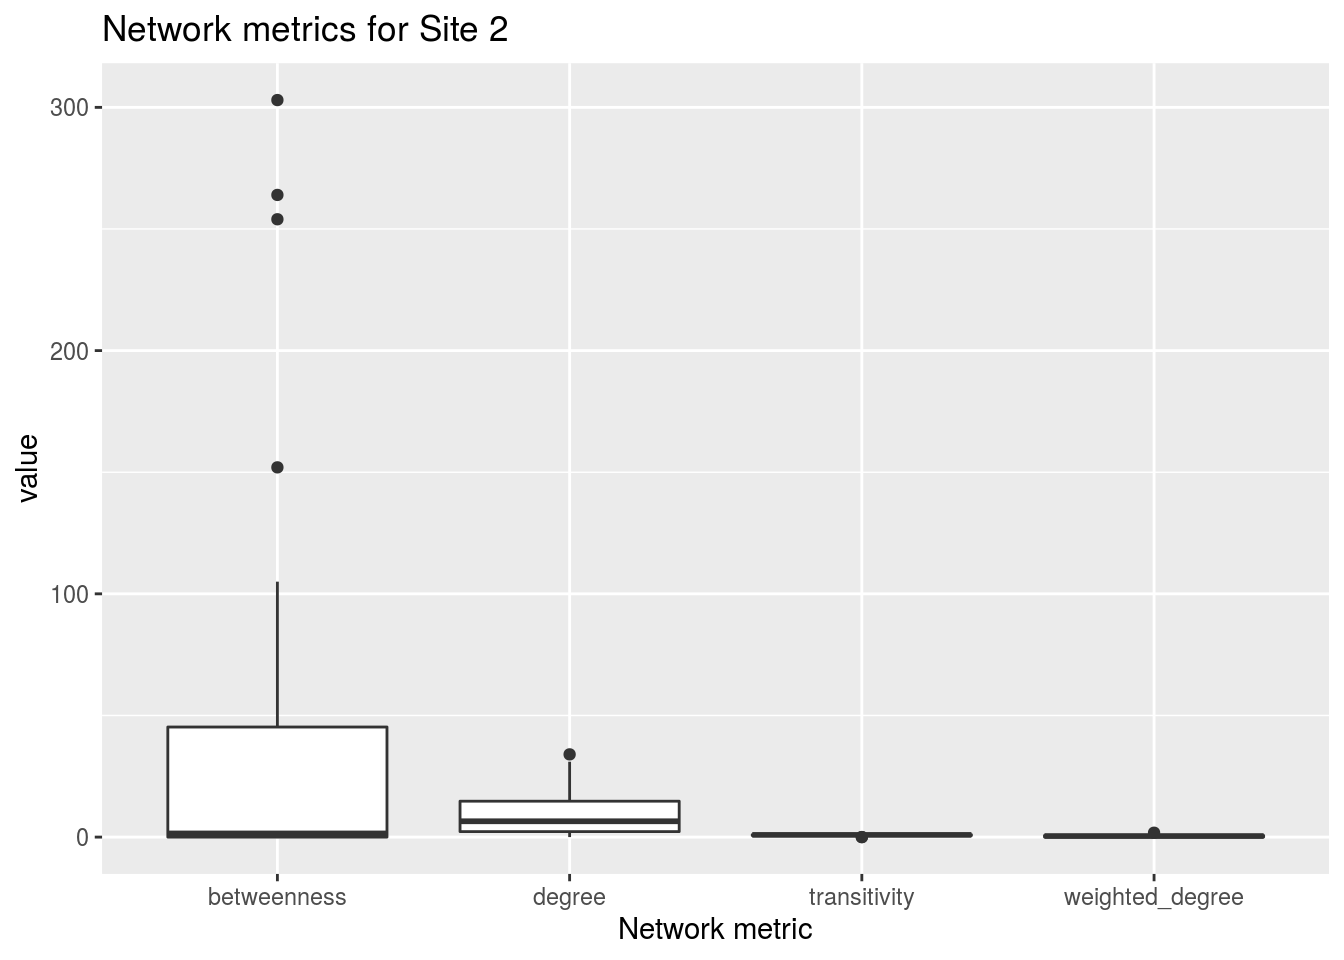 Network metrics for Site 2
300
200
100
0
value
betweenness degree transitivity weighted_degree
Network metric